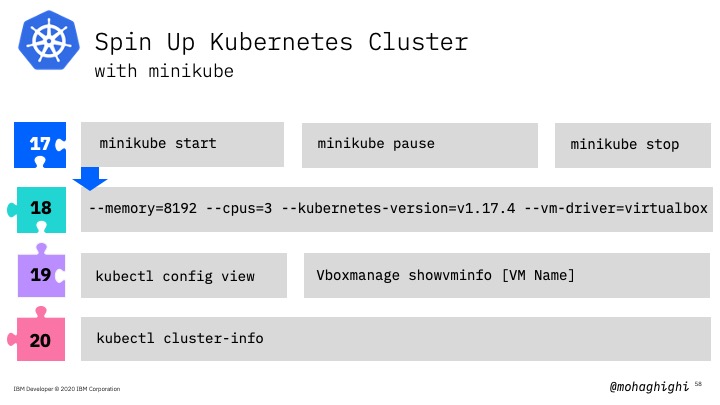 Spin Up Kubernetes Cluster
with minikube
17
minikube start
minikube pause
minikube stop
18
--memory=8192 --cpus=3 --kubernetes-version=v1.17.4 --vm-driver=virtualbox
19
kubectl config view
Vboxmanage showvminfo [VM Name]
20
kubectl cluster-info
IBM Developer © 2020 IBM Corporation
@mohaghighi
58